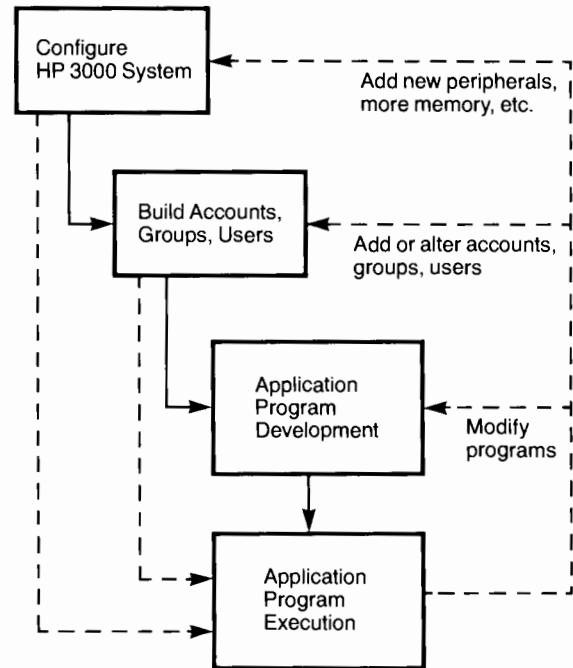 Configure
HP 3000 System
Add new peripherals,
more memory, etc.
Build Accounts,
Groups, Users
Add or alter accounts,
groups, users
Application
Program
Development
Modify
programs
Application
Program
Execution